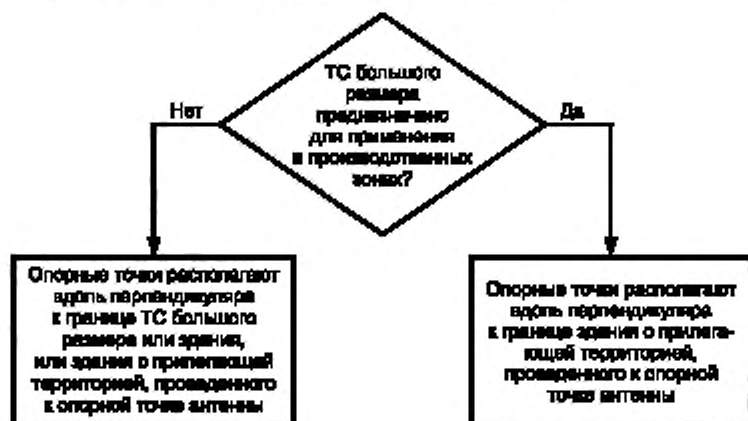 ТС большого
размера
предназначено
для применения
в производственных
зонах?
Нет
Да
Опорные точки располагают
вдоль перпендикуляра
к границе ТС большого
размера или здания,
или здания с прилегающей
территорией, проведенного
к опорной точке антенны
Опорные точки располагают
вдоль перпендикуляра
к границе здания с прилега-
ющей территорией,
проведенного к опорной
точке антенны